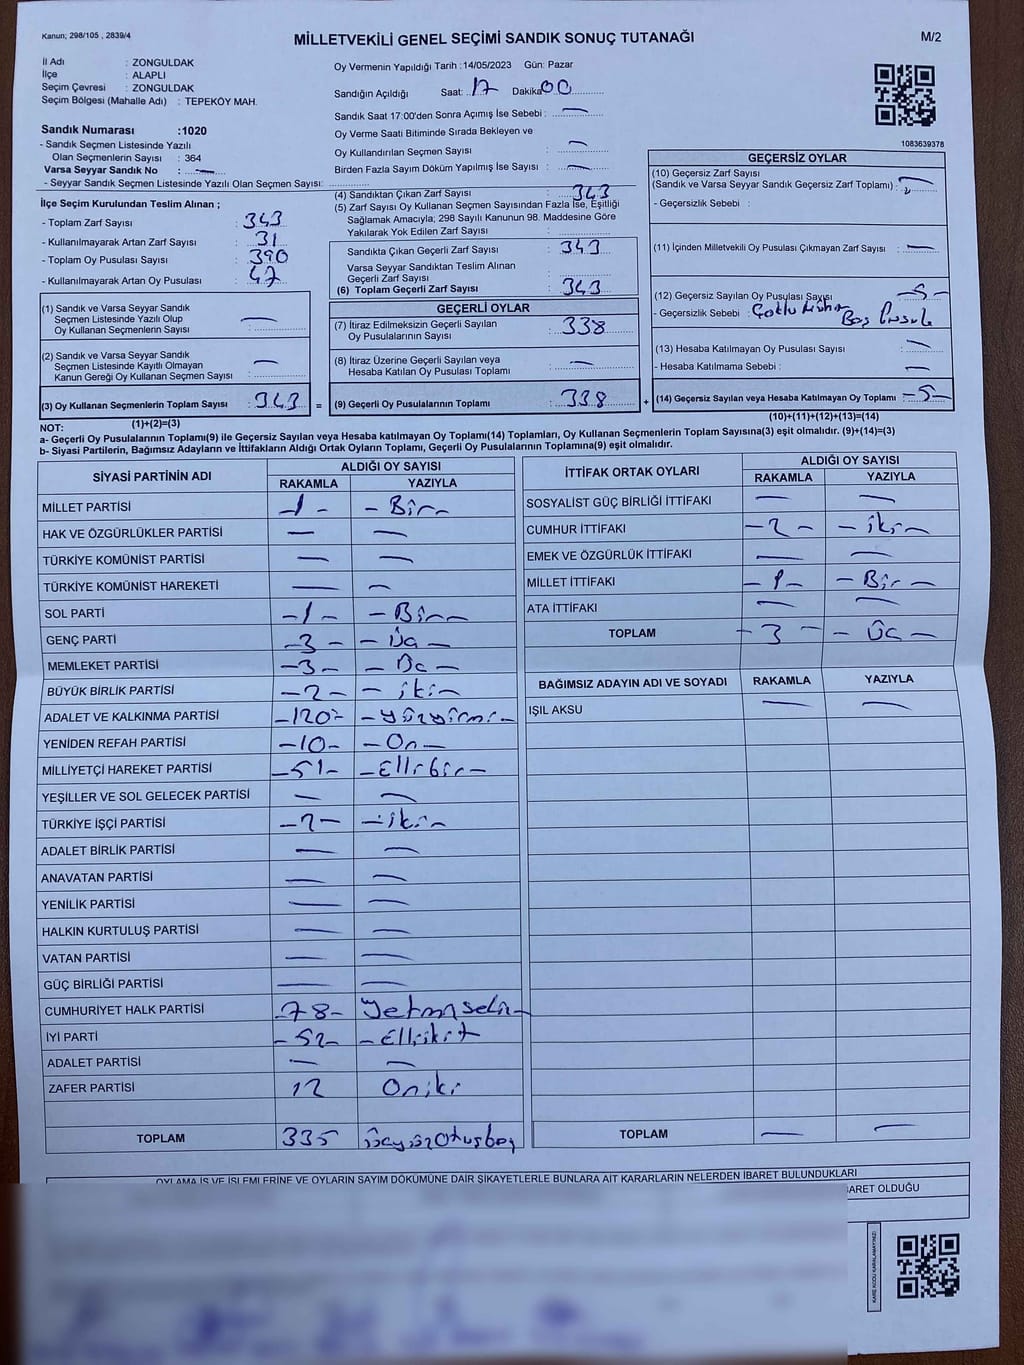 Kanun; 298/105 , 2839/4
MİLLETVEKİLİ GENEL SEÇİMİ SANDIK SONUÇ TUTANAĞI
M/2
İl Adı : ZONGULDAK
İlçe : ALAPLI
Seçim Çevresi : ZONGULDAK
Seçim Bölgesi (Mahalle Adı) : TEPEKÖY MAH.
Sandık Numarası :1020
- Sandık Seçmen Listesinde Yazılı
Olan Seçmenlerin Sayısı : 364
Varsa Seyyar Sandık No : —
- Seyyar Sandık Seçmen Listesinde Yazılı Olan Seçmen Sayısı:
İlçe Seçim Kurulundan Teslim Alınan ;
- Toplam Zarf Sayısı : 343
- Kullanılmayarak Artan Zarf Sayısı : 31
- Toplam Oy Pusulası Sayısı : 390
- Kullanılmayarak Artan Oy Pusulası : 47
(1) Sandık ve Varsa Seyyar Sandık
Seçmen Listesinde Yazılı Olup
Oy Kullanan Seçmenlerin Sayısı : —
(2) Sandık ve Varsa Seyyar Sandık
Seçmen Listesinde Kayıtlı Olmayan
Kanun Gereği Oy Kullanan Seçmen Sayısı : —
(3) Oy Kullanan Seçmenlerin Toplam Sayısı : 343 =
(1)+(2)=(3)
Oy Vermenin Yapıldığı Tarih :14/05/2023 Gün: Pazar
Sandığın Açıldığı Saat: 17 Dakika 00
Sandık Saat 17:00'den Sonra Açımış İse Sebebi : —
Oy Verme Saati Bitiminde Sırada Bekleyen ve
Oy Kullandırılan Seçmen Sayısı : —
Birden Fazla Sayım Döküm Yapılmış İse Sayısı : —
(4) Sandıktan Çıkan Zarf Sayısı : 343
(5) Zarf Sayısı Oy Kullanan Seçmen Sayısından Fazla İse, Eşitliği
Sağlamak Amacıyla; 298 Sayılı Kanunun 98. Maddesine Göre
Yakılarak Yok Edilen Zarf Sayısı :
Sandıkta Çıkan Geçerli Zarf Sayısı : 343
Varsa Seyyar Sandıktan Teslim Alınan
Geçerli Zarf Sayısı :
(6) Toplam Geçerli Zarf Sayısı : 343
GEÇERLİ OYLAR
(7) İtiraz Edilmeksizin Geçerli Sayılan
Oy Pusulalarının Sayısı : 338
(8) İtiraz Üzerine Geçerli Sayılan veya
Hesaba Katılan Oy Pusulası Toplamı : —
(9) Geçerli Oy Pusulalarının Toplamı : 338 +
1083639378
GEÇERSİZ OYLAR
(10) Geçersiz Zarf Sayısı
(Sandık ve Varsa Seyyar Sandık Geçersiz Zarf Toplamı) :
- Geçersizlik Sebebi :
(11) İçinden Milletvekili Oy Pusulası Çıkmayan Zarf Sayısı : —
(12) Geçersiz Sayılan Oy Pusulası Sayısı : -5-
- Geçersizlik Sebebi : Çoklu Mühür
Boş Pusula
(13) Hesaba Katılmayan Oy Pusulası Sayısı : —
- Hesaba Katılmama Sebebi : —
(14) Geçersiz Sayılan veya Hesaba Katılmayan Oy Toplamı : -5-
(10)+(11)+(12)+(13)=(14)
NOT:
a- Geçerli Oy Pusulalarının Toplamı(9) ile Geçersiz Sayılan veya Hesaba katılmayan Oy Toplamı(14) Toplamları, Oy Kullanan Seçmenlerin Toplam Sayısına(3) eşit olmalıdır. (9)+(14)=(3)
b- Siyasi Partilerin, Bağımsız Adayların ve İttifakların Aldığı Ortak Oyların Toplamı, Geçerli Oy Pusulalarının Toplamına(9) eşit olmalıdır.
SİYASİ PARTİNİN ADI ALDIĞI OY SAYISI
RAKAMLA YAZIYLA
MİLLET PARTİSİ -1- -Bir-
HAK VE ÖZGÜRLÜKLER PARTİSİ — —
TÜRKİYE KOMÜNİST PARTİSİ — —
TÜRKİYE KOMÜNİST HAREKETİ — —
SOL PARTİ -1- -Bir-
GENÇ PARTİ -3- -Üç-
MEMLEKET PARTİSİ -3- -Üç-
BÜYÜK BİRLİK PARTİSİ -2- -iki-
ADALET VE KALKINMA PARTİSİ -120- -yüzyirmi-
YENİDEN REFAH PARTİSİ -10- -On-
MİLLİYETÇİ HAREKET PARTİSİ -51- -Ellibir-
YEŞİLLER VE SOL GELECEK PARTİSİ — —
TÜRKİYE İŞÇİ PARTİSİ -2- -iki-
ADALET BİRLİK PARTİSİ — —
ANAVATAN PARTİSİ — —
YENİLİK PARTİSİ — —
HALKIN KURTULUŞ PARTİSİ — —
VATAN PARTİSİ — —
GÜÇ BİRLİĞİ PARTİSİ — —
CUMHURİYET HALK PARTİSİ -78- Yetmişsekiz-
İYİ PARTİ -52- -Elliiki
ADALET PARTİSİ — —
ZAFER PARTİSİ 12 Oniki
TOPLAM 335 Üçyüzotuzbeş
İTTİFAK ORTAK OYLARI ALDIĞI OY SAYISI
RAKAMLA YAZIYLA
SOSYALİST GÜÇ BİRLİĞİ İTTİFAKI — —
CUMHUR İTTİFAKI -2- -iki-
EMEK VE ÖZGÜRLÜK İTTİFAKI — —
MİLLET İTTİFAKI -1- -Bir-
ATA İTTİFAKI — —
TOPLAM -3- -Üç-
BAĞIMSIZ ADAYIN ADI VE SOYADI RAKAMLA YAZIYLA
IŞIL AKSU — —
TOPLAM — —
OYLAMA İŞ VE İŞLEMLERİNE VE OYLARIN SAYIM DÖKÜMÜNE DAİR ŞİKAYETLERLE BUNLARA AİT KARARLARIN NELERDEN İBARET BULUNDUKLARI
İBARET OLDUĞU
KARE KODU KARALAMAYINIZ!